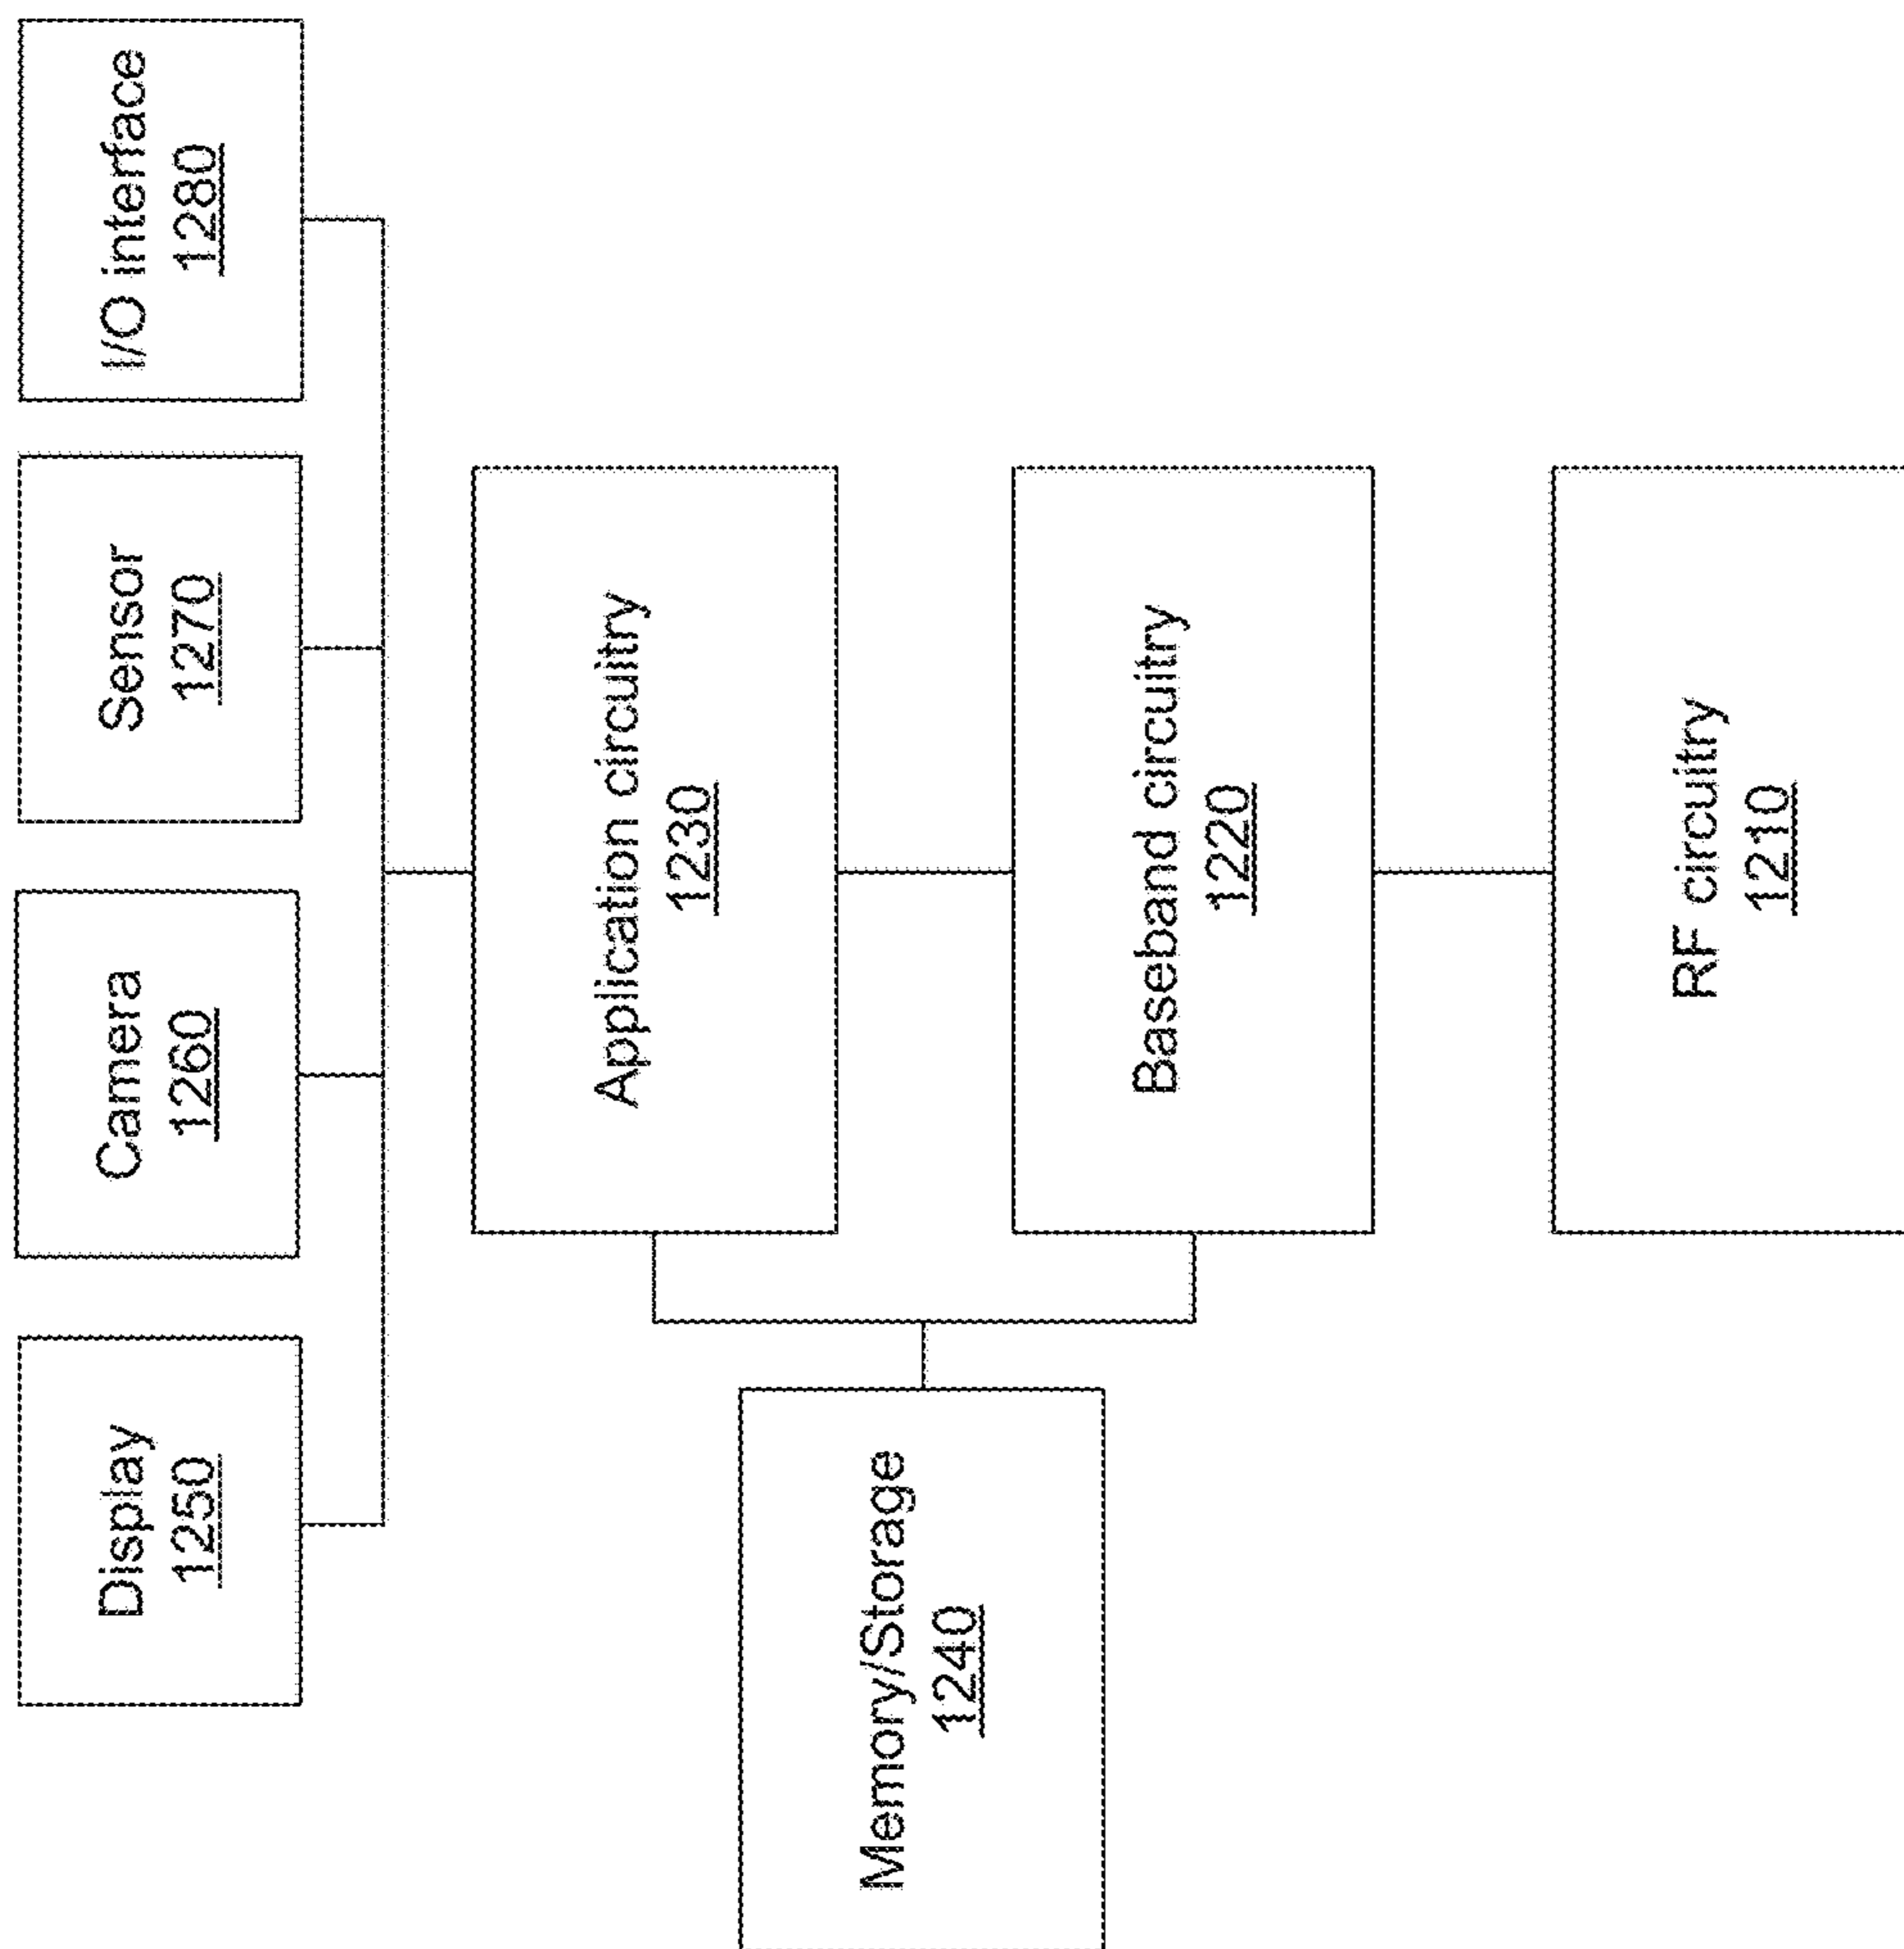 Display
1250
Camera
1260
Sensor
1270
I/O interface
1280
Application circuitry
1230
Memory/Storage
1240
Baseband circuitry
1220
RF circuitry
1210